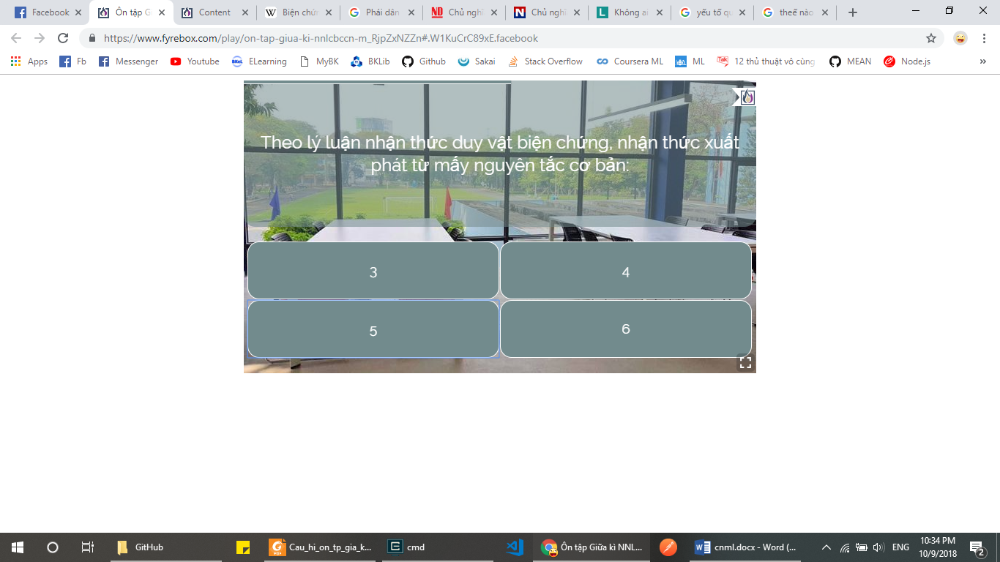 Facebook
Ôn tập G
Content
Biện chứn
Phái dân
Chủ nghĩ
Chủ nghĩ
Không ai
yếu tố qu
theế nào
https://www.fyrebox.com/play/on-tap-giua-ki-nnlcbccn-m_RjpZxNZZn#.W1KuCrC89xE.facebook
Apps
Fb
Messenger
Youtube
ELearning
MyBK
BKLib
Github
Sakai
Stack Overflow
Coursera ML
ML
12 thủ thuật vô cùng
MEAN
Node.js
Theo lý luận nhận thức duy vật biện chứng, nhận thức xuất
phát từ mấy nguyên tắc cơ bản:
3
4
5
6
GitHub
Cau_hi_on_tp_gia_k...
cmd
Ôn tập Giữa kì NNL...
cnml.docx - Word (...
ENG
10:34 PM
10/9/2018
2